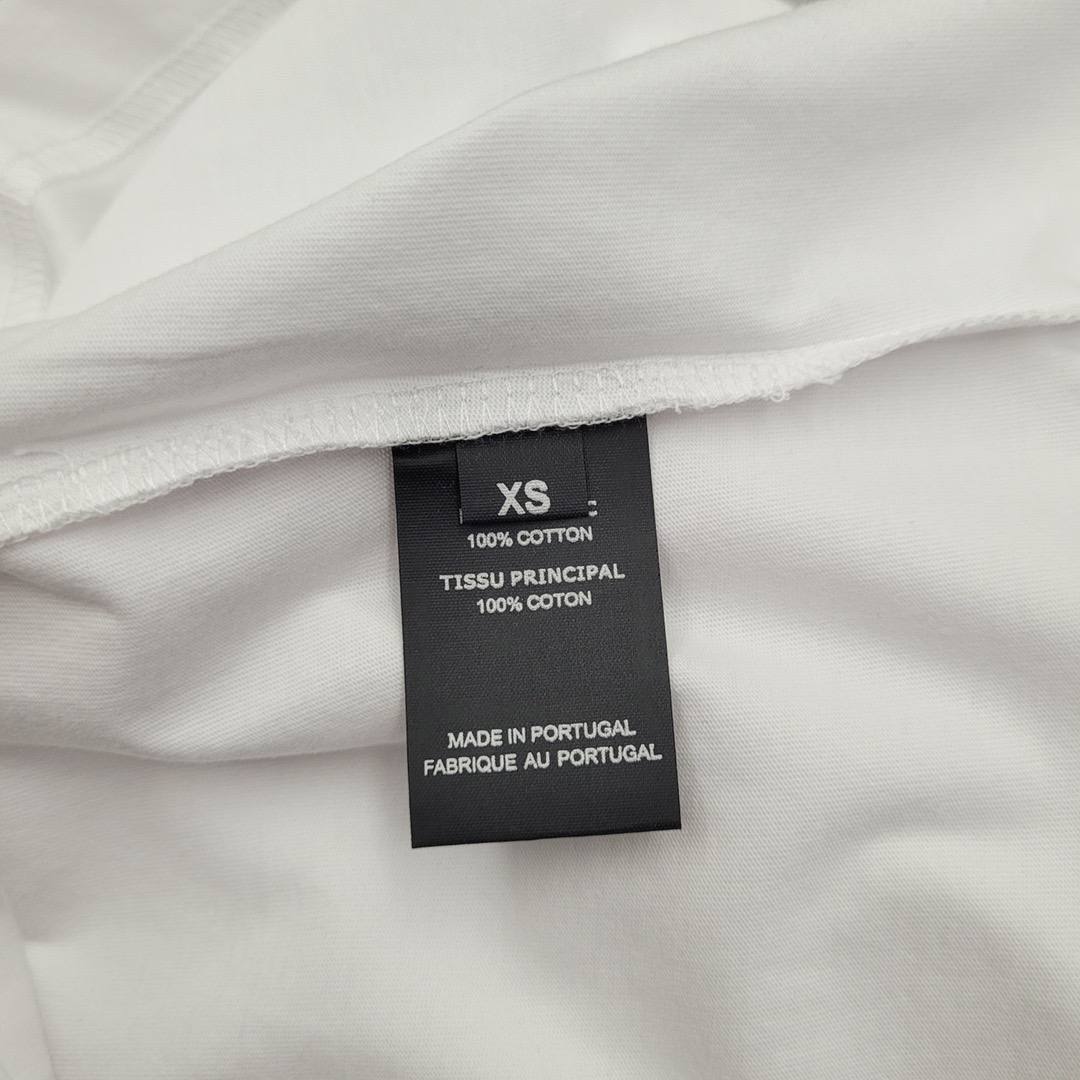 XS
100% COTTON
TISSU PRINCIPAL
100% COTON
MADE IN PORTUGAL
FABRIQUE AU PORTUGAL